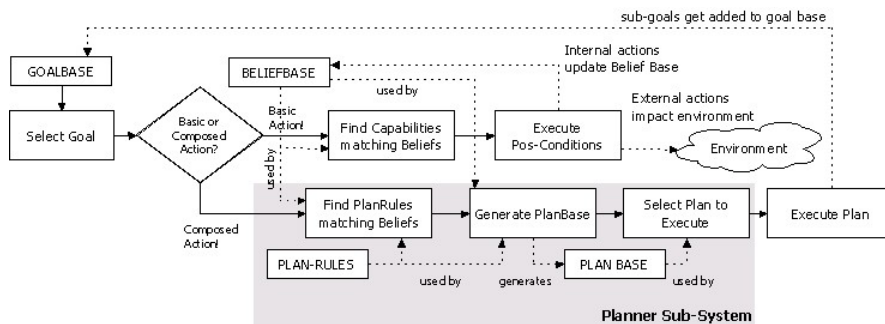 sub-goals get added to goal base
GOALBASE
BELIEFBASE
used by
Internal actions
update Belief Base
Select Goal
Basic or
Composed
Action?
Basic
Action!
Find Capabilities
matching Beliefs
Execute
Pos-Conditions
External actions
impact environment
Environment
used by
Composed
Action!
Find PlanRules
matching Beliefs
Generate PlanBase
Select Plan to
Execute
Execute Plan
PLAN-RULES
used by
generates
PLAN BASE
used by
Planner Sub-System